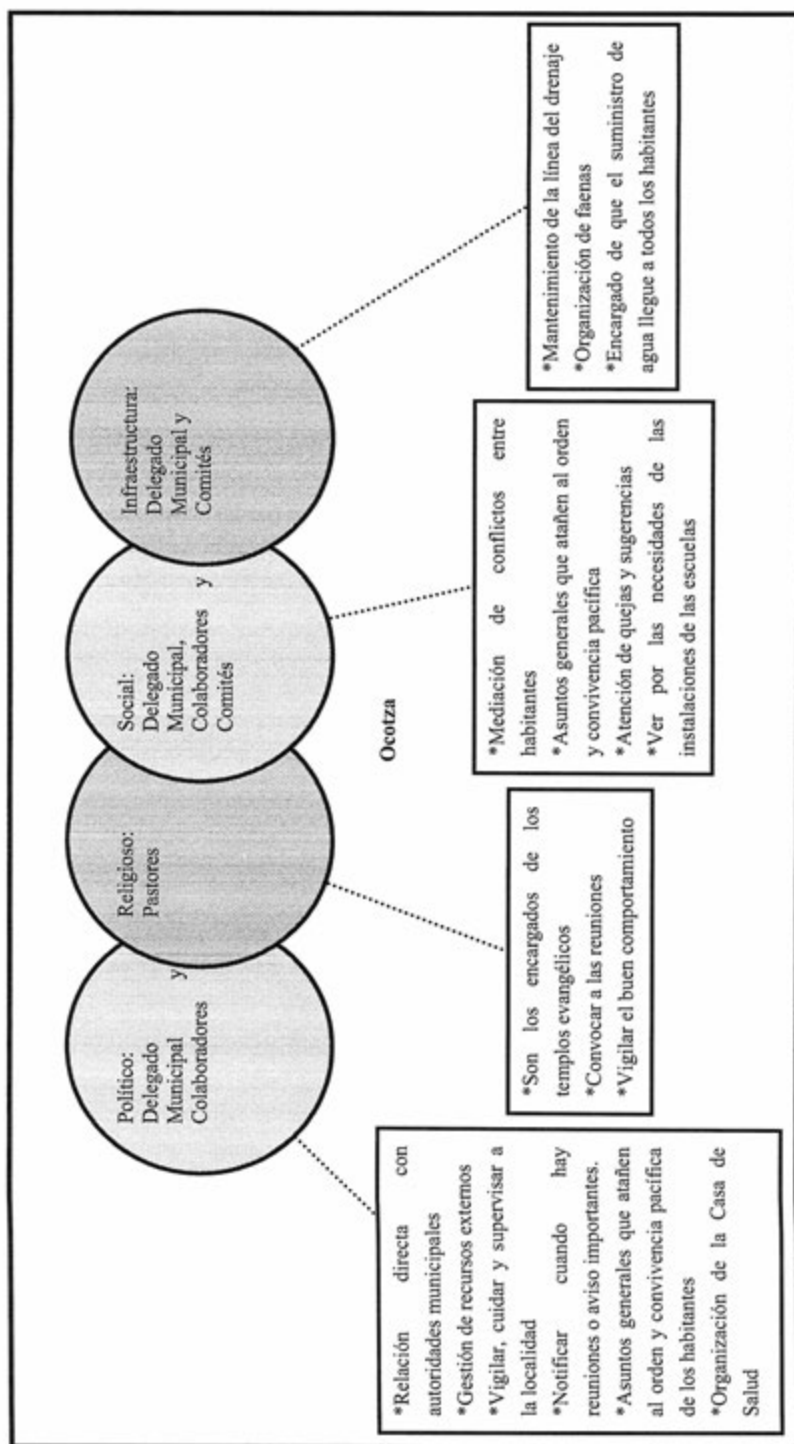 Político:
Delegado
Municipal y
Colaboradores
Religioso:
Pastores
Social:
Delegado
Municipal,
Colaboradores y
Comités
Infraestructura:
Delegado
Municipal y
Comités
Ocotza
*Relación directa con
autoridades municipales
*Gestión de recursos externos
*Vigilar, cuidar y supervisar a
la localidad
*Notificar cuando hay
reuniones o aviso importantes.
*Asuntos generales que atañen
al orden y convivencia pacífica
de los habitantes
*Organización de la Casa de
Salud
*Son los encargados de los
templos evangélicos
*Convocar a las reuniones
*Vigilar el buen comportamiento
*Mediación de conflictos entre
habitantes
*Asuntos generales que atañen al orden
y convivencia pacífica
*Atención de quejas y sugerencias
*Ver por las necesidades de las
instalaciones de las escuelas
*Mantenimiento de la línea del drenaje
*Organización de faenas
*Encargado de que el suministro de
agua llegue a todos los habitantes